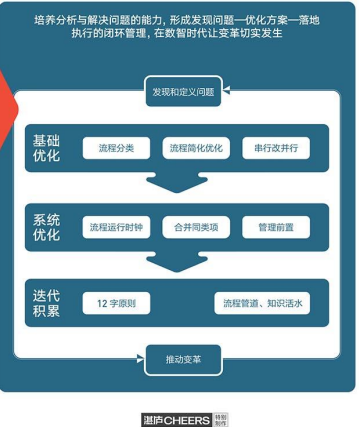 培养分析与解决问题的能力, 形成发现问题—优化方案—落地
执行的闭环管理, 在数智时代让变革切实发生
发现和定义问题
基础
优化
流程分类
流程简化优化
串行改并行
系统
优化
流程运行时钟
合并同类项
管理前置
迭代
积累
12 字原则
流程管道、知识活水
推动变革
湛庐CHEERS 特别
制作